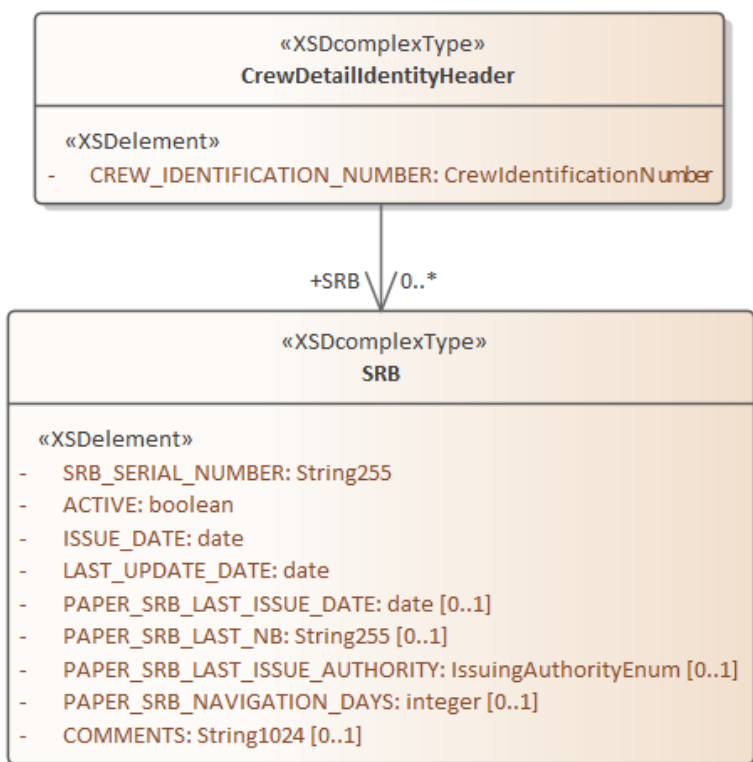 «XSDcomplexType»
CrewDetailIdentityHeader
«XSDelement»
- CREW_IDENTIFICATION_NUMBER: CrewIdentificationNumber
+SRB 0..*
«XSDcomplexType»
SRB
«XSDelement»
- SRB_SERIAL_NUMBER: String255
- ACTIVE: boolean
- ISSUE_DATE: date
- LAST_UPDATE_DATE: date
- PAPER_SRB_LAST_ISSUE_DATE: date [0..1]
- PAPER_SRB_LAST_NB: String255 [0..1]
- PAPER_SRB_LAST_ISSUE_AUTHORITY: IssuingAuthorityEnum [0..1]
- PAPER_SRB_NAVIGATION_DAYS: integer [0..1]
- COMMENTS: String1024 [0..1]